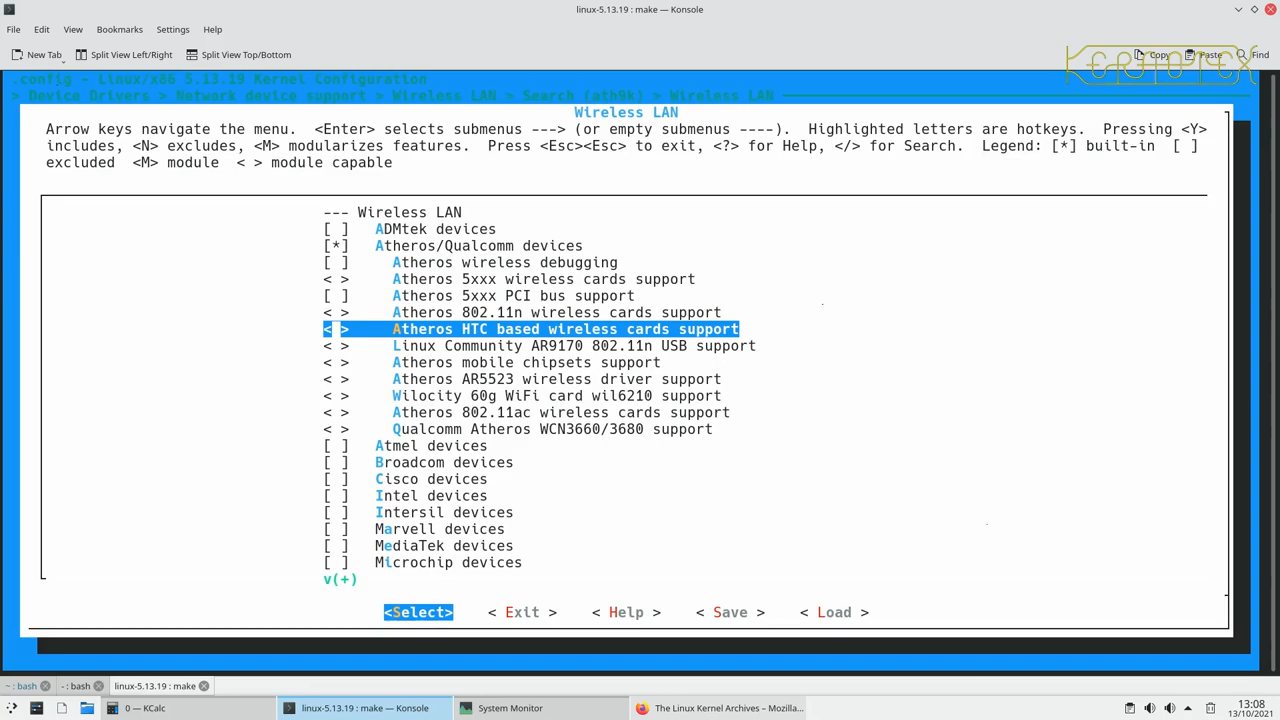 linux-5.13.19 : make — Konsole
File Edit View Bookmarks Settings Help
New Tab Split View Left/Right Split View Top/Bottom Copy Paste Find
KERNOTEX
.config - Linux/x86 5.13.19 Kernel Configuration
> Device Drivers > Network device support > Wireless LAN > Search (ath9k) > Wireless LAN
Wireless LAN
Arrow keys navigate the menu. <Enter> selects submenus ---> (or empty submenus ----). Highlighted letters are hotkeys. Pressing <Y>
includes, <N> excludes, <M> modularizes features. Press <Esc><Esc> to exit, <?> for Help, </> for Search. Legend: [*] built-in [ ]
excluded <M> module < > module capable
--- Wireless LAN
[ ] ADMtek devices
[*] Atheros/Qualcomm devices
[ ] Atheros wireless debugging
< > Atheros 5xxx wireless cards support
[ ] Atheros 5xxx PCI bus support
< > Atheros 802.11n wireless cards support
< > Atheros HTC based wireless cards support
< > Linux Community AR9170 802.11n USB support
< > Atheros mobile chipsets support
< > Atheros AR5523 wireless driver support
< > Wilocity 60g WiFi card wil6210 support
< > Atheros 802.11ac wireless cards support
< > Qualcomm Atheros WCN3660/3680 support
[ ] Atmel devices
[ ] Broadcom devices
[ ] Cisco devices
[ ] Intel devices
[ ] Intersil devices
[ ] Marvell devices
[ ] MediaTek devices
[ ] Microchip devices
v(+)
<Select> < Exit > < Help > < Save > < Load >
~ : bash - : bash linux-5.13.19 : make
0 — KCalc linux-5.13.19 : make — Konsole System Monitor The Linux Kernel Archives – Mozilla... 13:08
13/10/2021